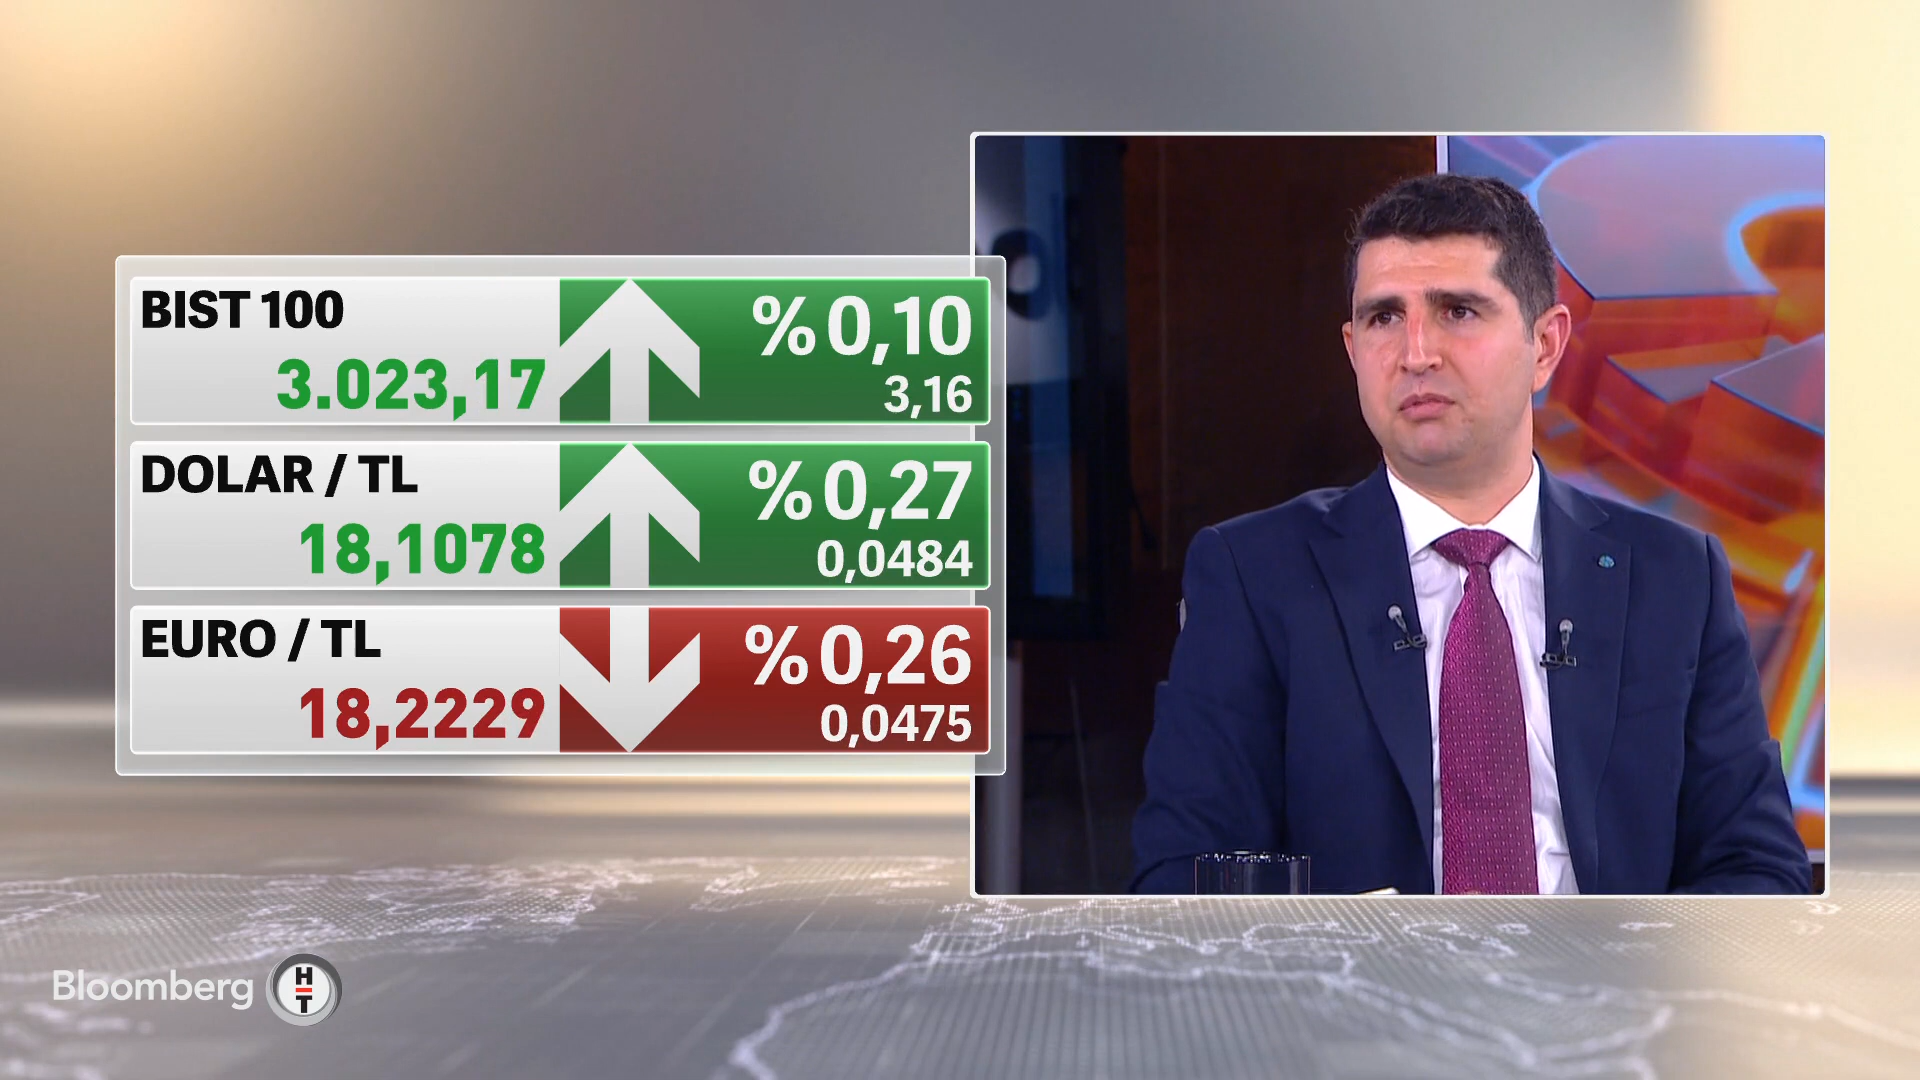 BIST 100
3.023,17
%0,10
3,16
DOLAR / TL
18,1078
%0,27
0,0484
EURO / TL
18,2229
%0,26
0,0475
Bloomberg HT